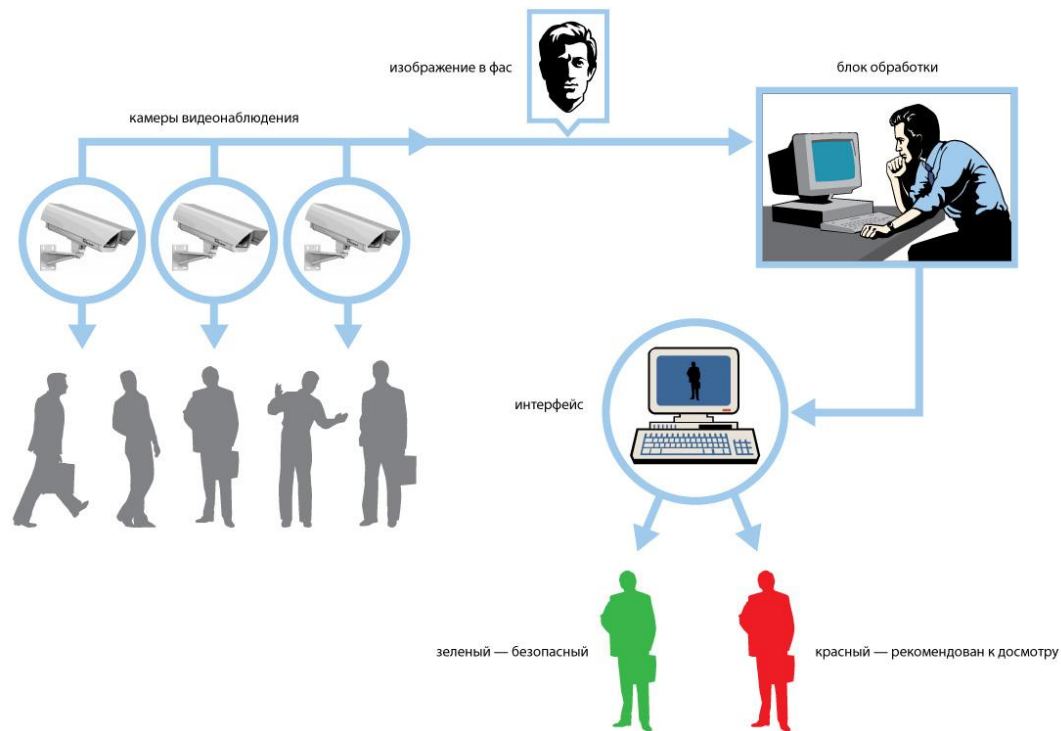 изображение в фас
блок обработки
камеры видеонаблюдения
интерфейс
зеленый — безопасный
красный — рекомендован к досмотру